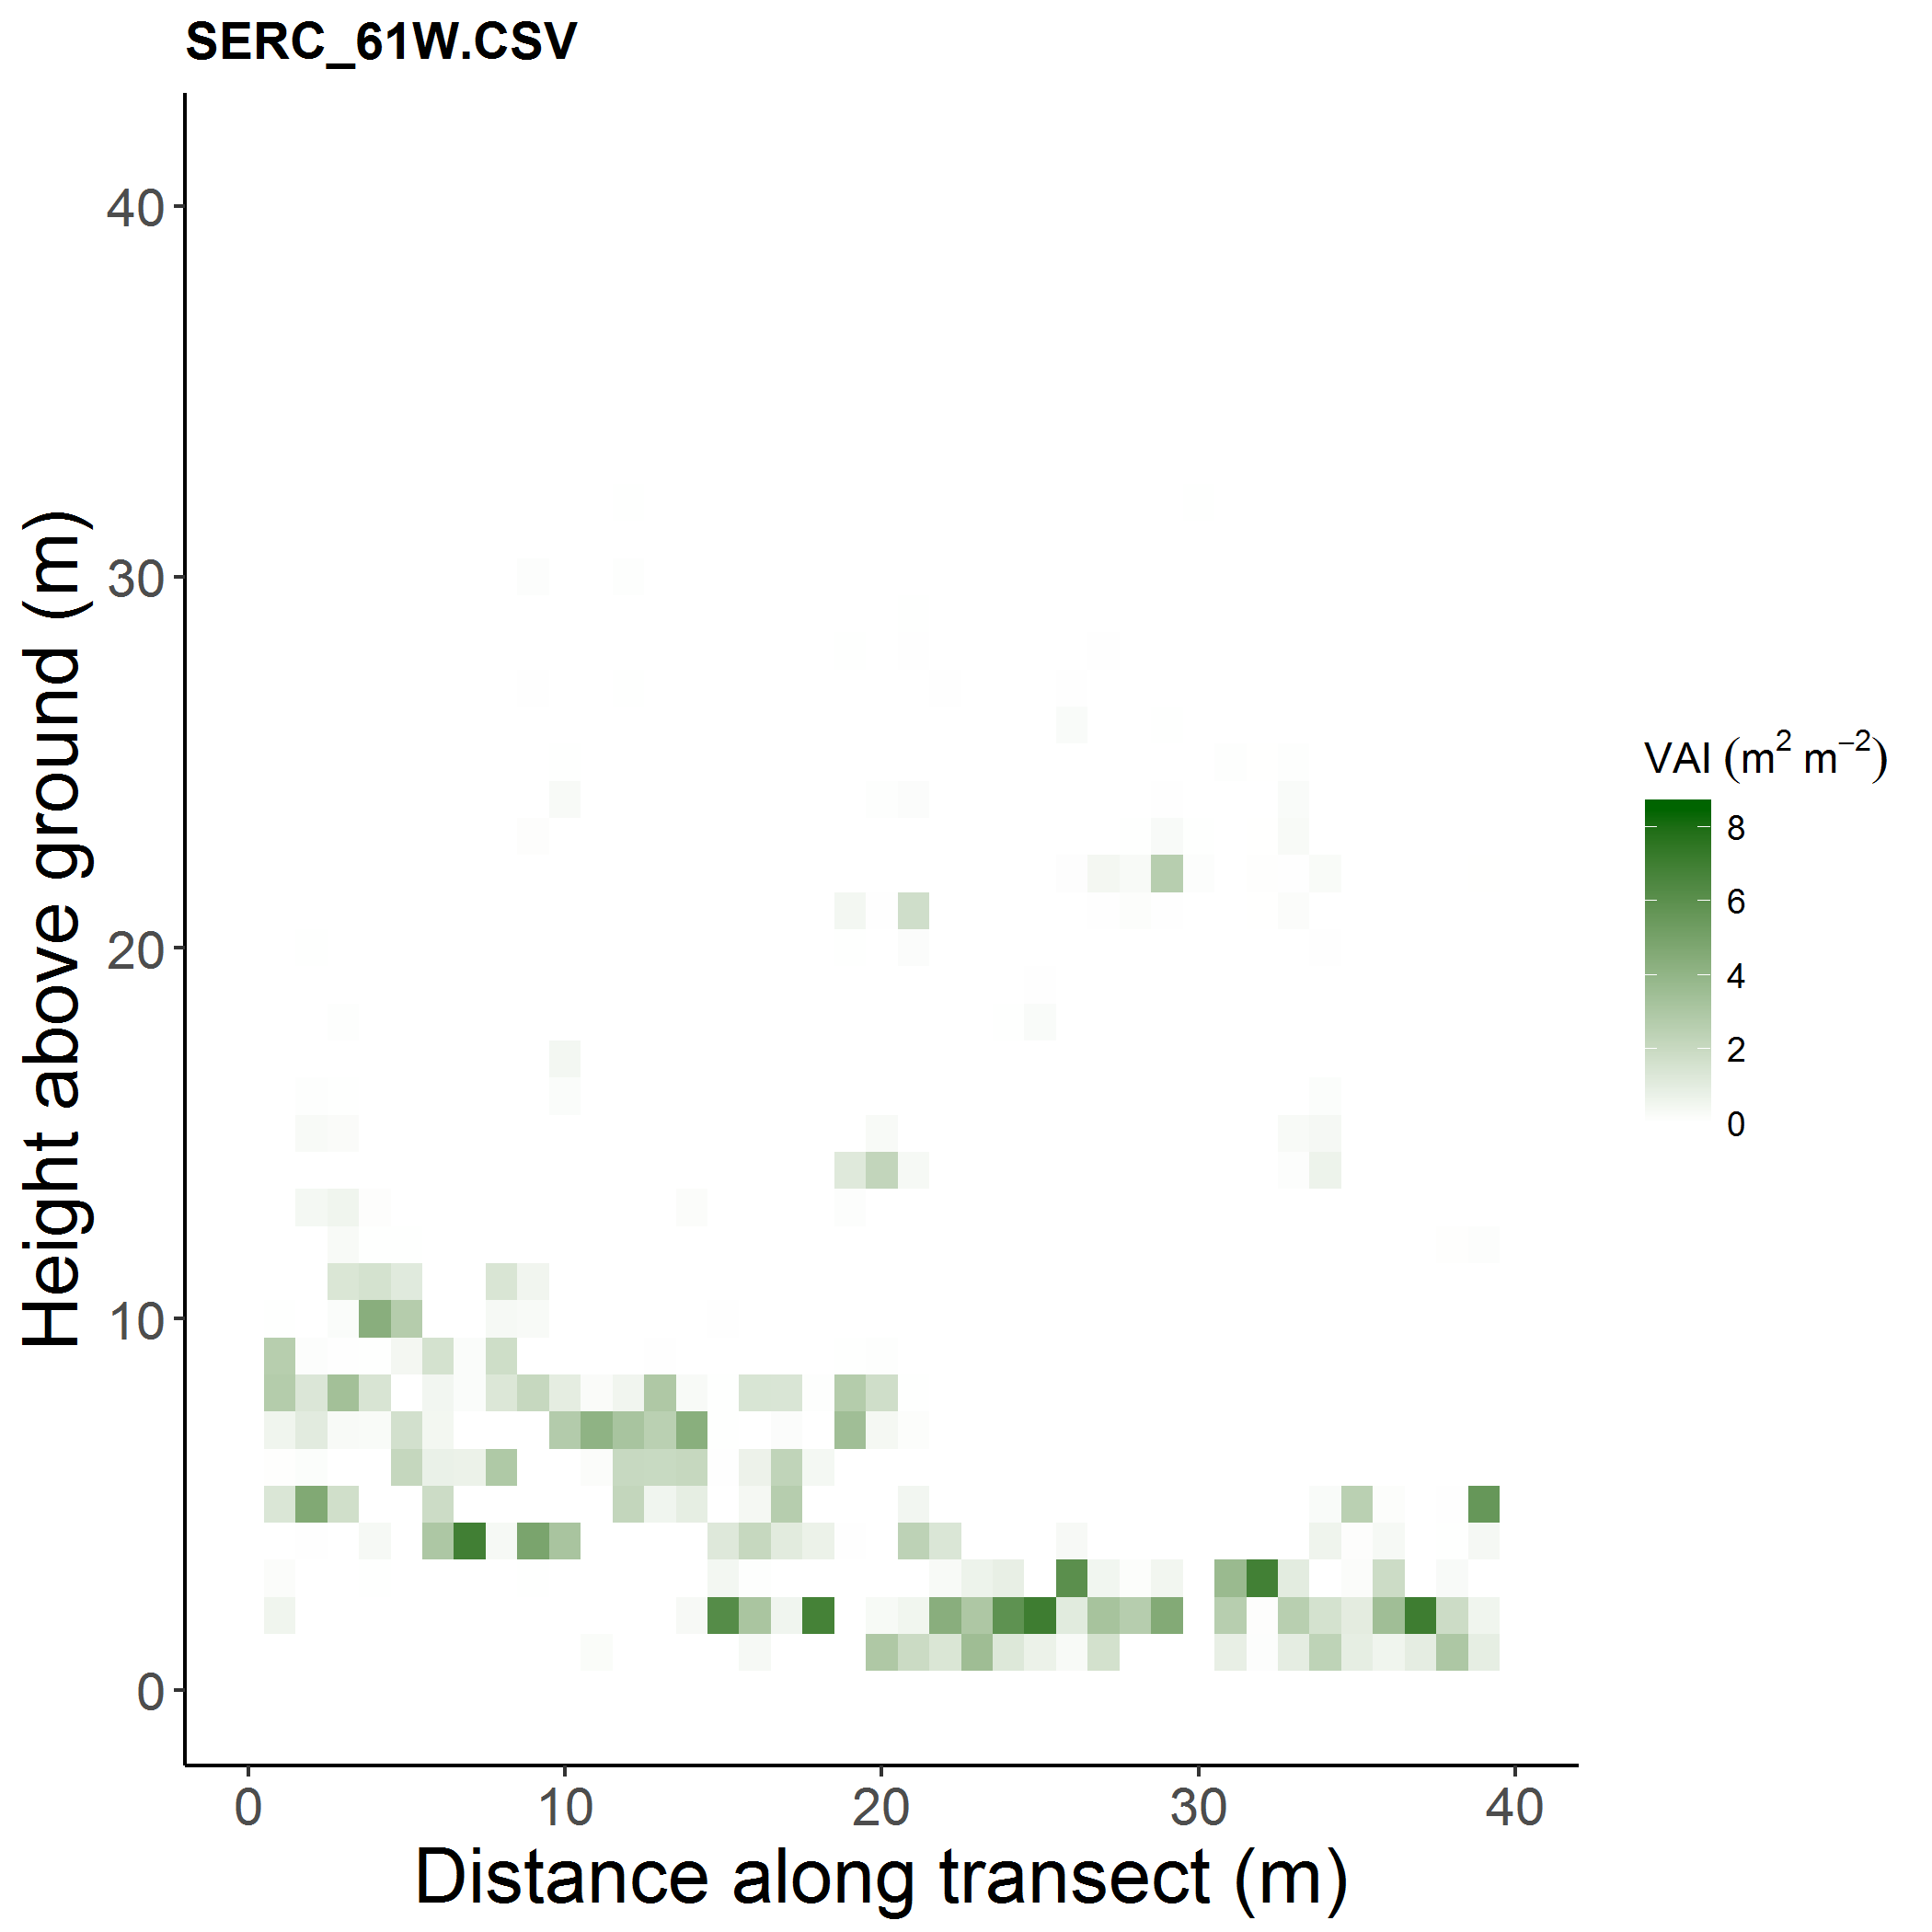 SERC_61W.CSV
Height above ground (m)
40
30
20
10
0
0 10 20 30 40
Distance along transect (m)
VAI (m² m⁻²)
8
6
4
2
0